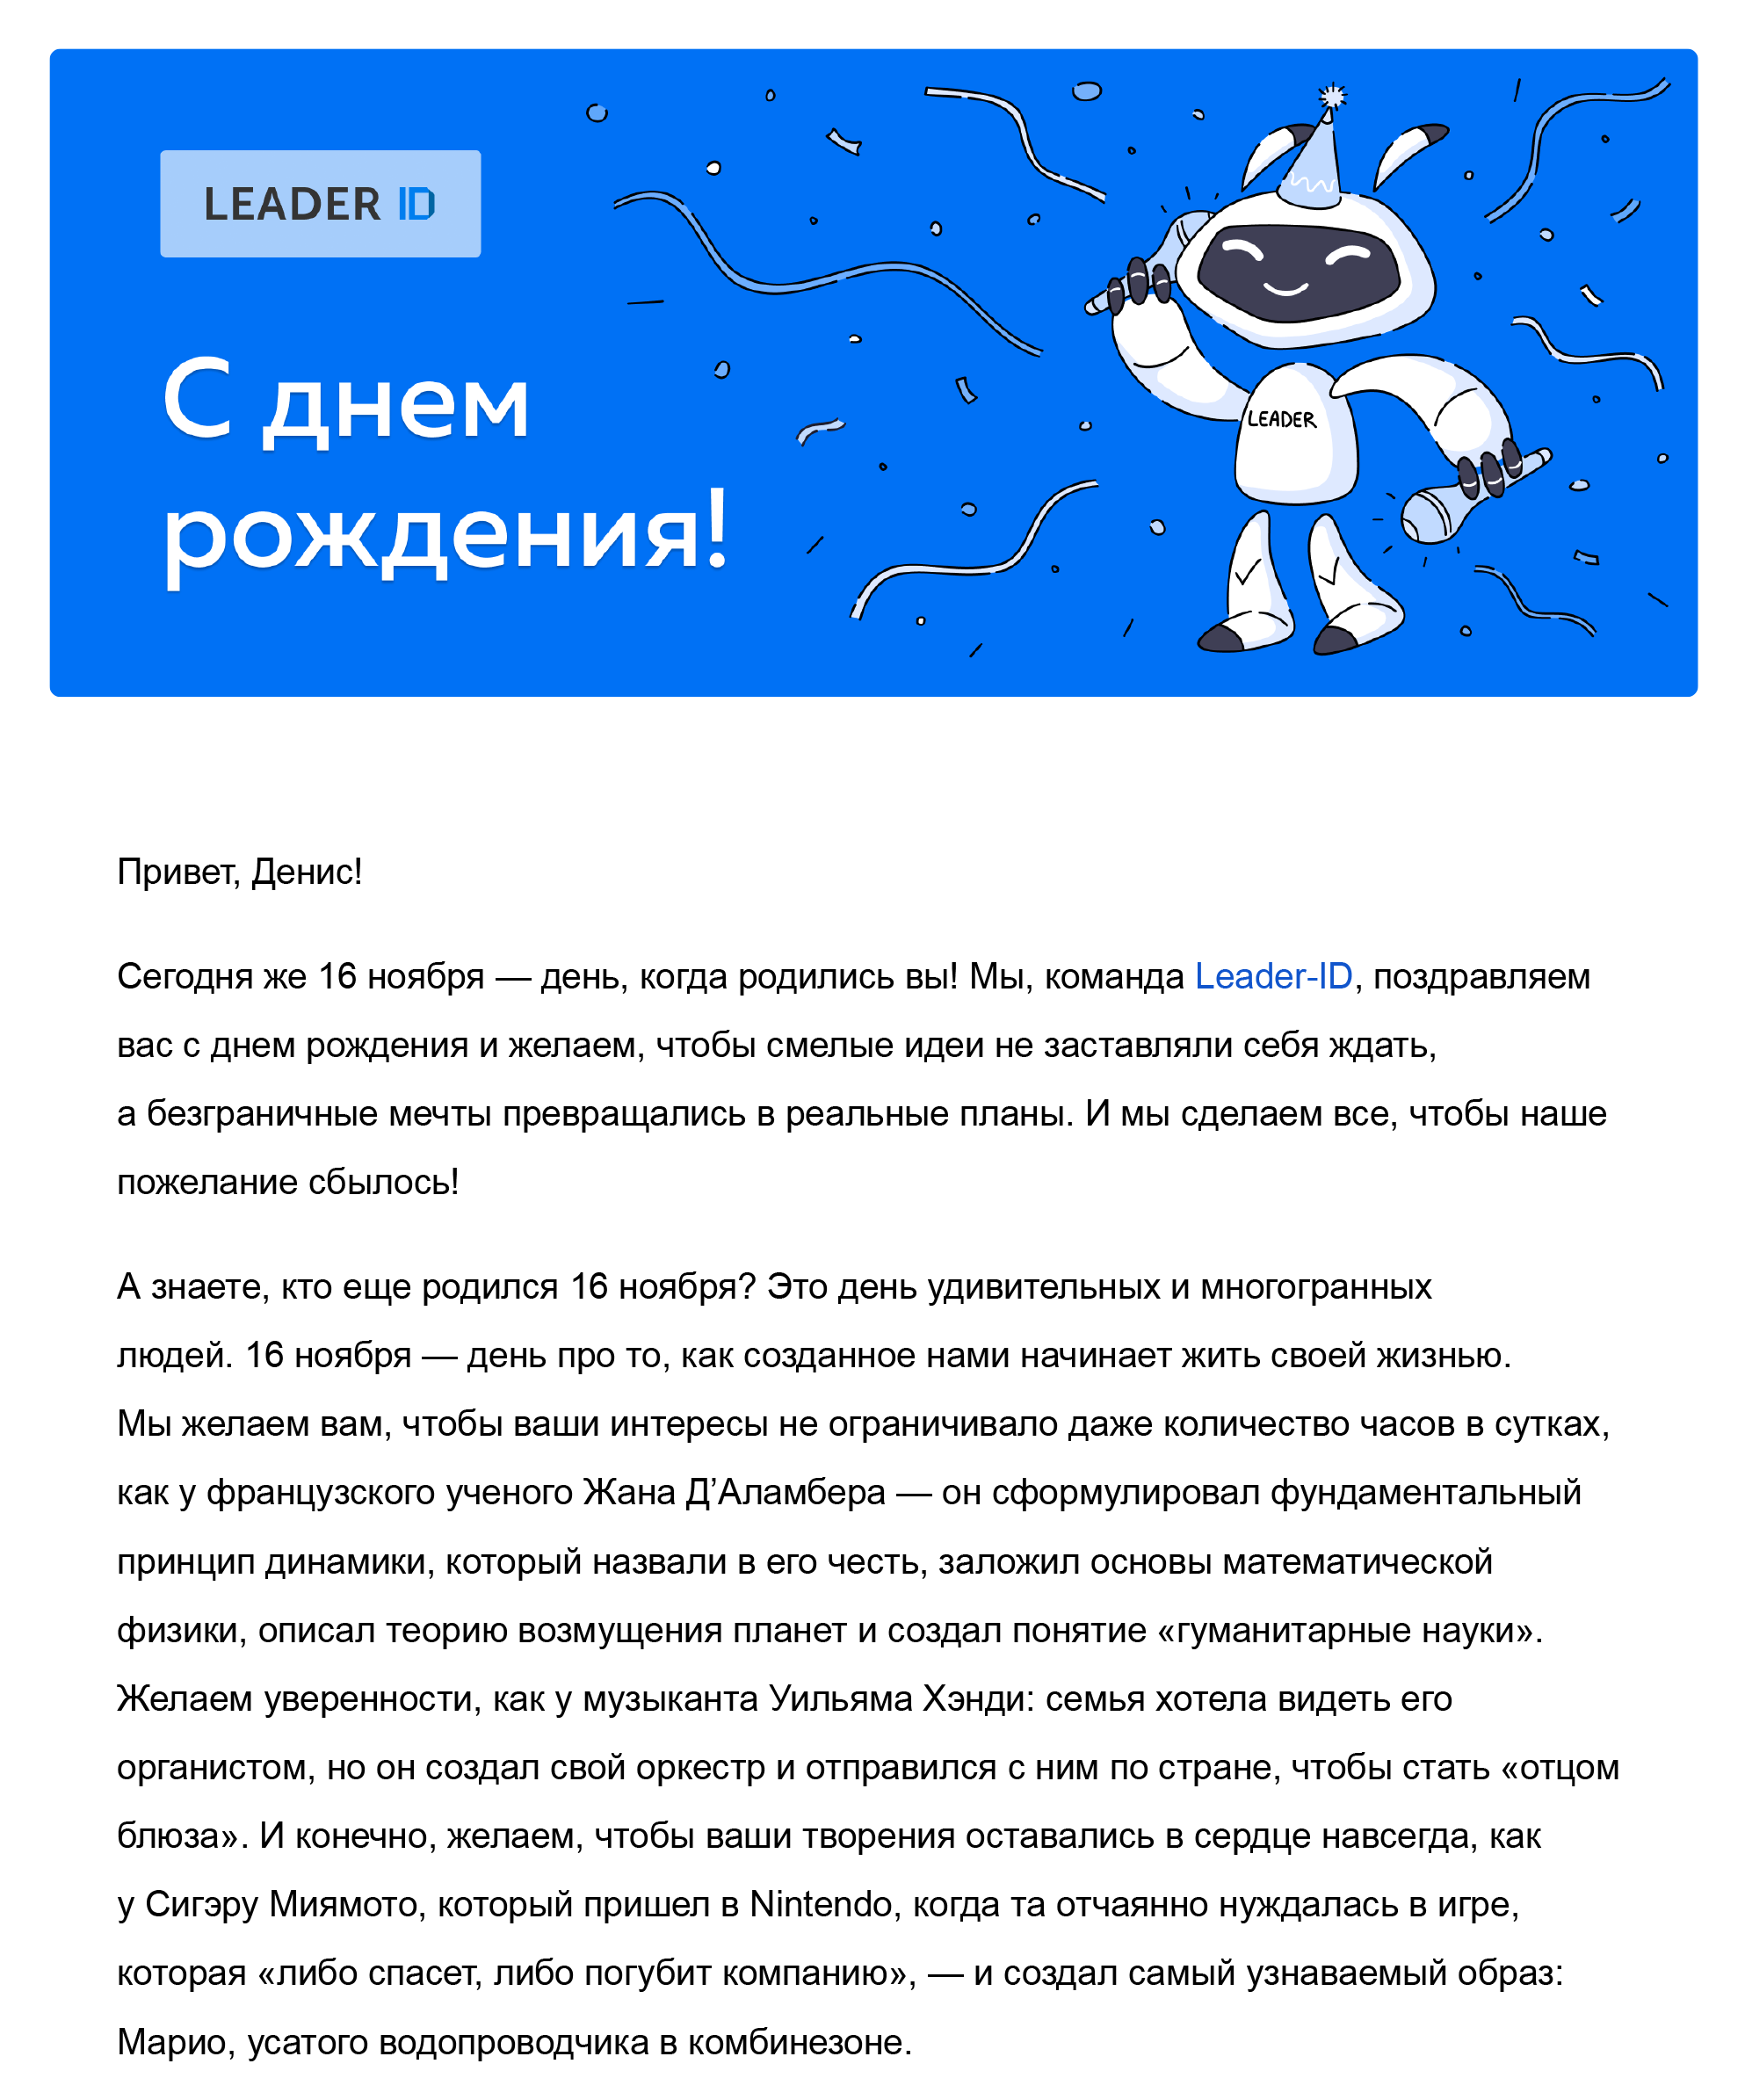 LEADER ID
С днем
рождения!
LEADER
Привет, Денис!
Сегодня же 16 ноября — день, когда родились вы! Мы, команда Leader-ID, поздравляем
вас с днем рождения и желаем, чтобы смелые идеи не заставляли себя ждать,
а безграничные мечты превращались в реальные планы. И мы сделаем все, чтобы наше
пожелание сбылось!
А знаете, кто еще родился 16 ноября? Это день удивительных и многогранных
людей. 16 ноября — день про то, как созданное нами начинает жить своей жизнью.
Мы желаем вам, чтобы ваши интересы не ограничивало даже количество часов в сутках,
как у французского ученого Жана Д’Аламбера — он сформулировал фундаментальный
принцип динамики, который назвали в его честь, заложил основы математической
физики, описал теорию возмущения планет и создал понятие «гуманитарные науки».
Желаем уверенности, как у музыканта Уильяма Хэнди: семья хотела видеть его
органистом, но он создал свой оркестр и отправился с ним по стране, чтобы стать «отцом
блюза». И конечно, желаем, чтобы ваши творения оставались в сердце навсегда, как
у Сигэру Миямото, который пришел в Nintendo, когда та отчаянно нуждалась в игре,
которая «либо спасет, либо погубит компанию», — и создал самый узнаваемый образ:
Марио, усатого водопроводчика в комбинезоне.